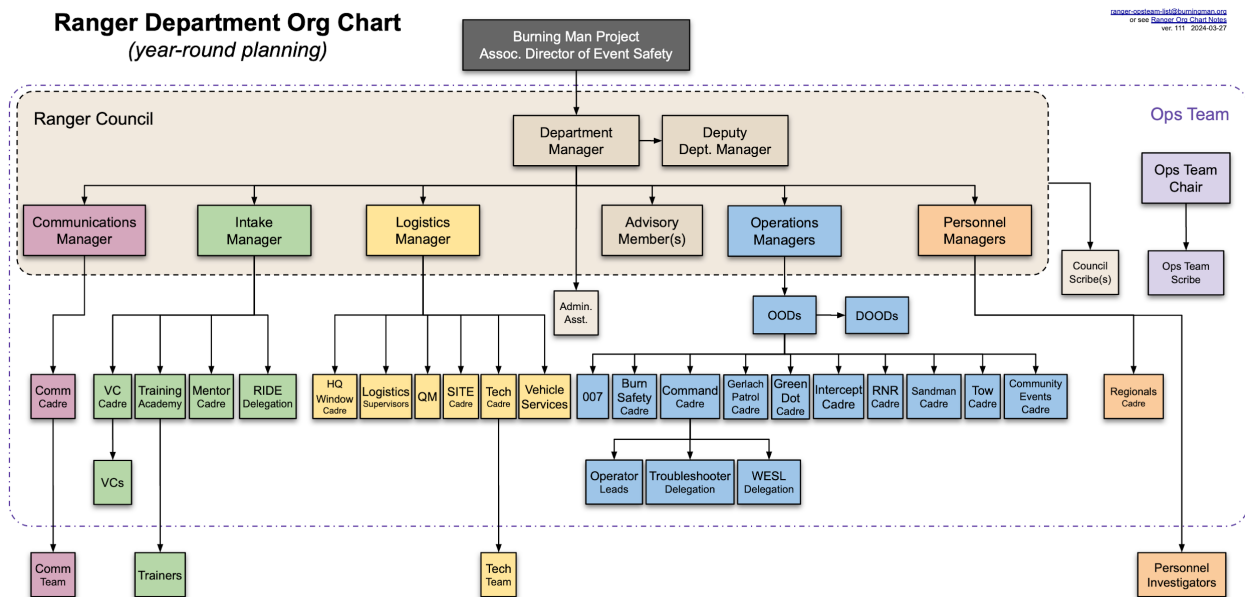 Ranger Department Org Chart
(year-round planning)
ranger-opsteam-list@burningman.org
or see Ranger Org Chart Notes
ver. 111 2024-03-27
Burning Man Project
Assoc. Director of Event Safety
Ranger Council
Ops Team
Department
Manager
Deputy
Dept. Manager
Ops Team
Chair
Communications
Manager
Intake
Manager
Logistics
Manager
Advisory
Member(s)
Operations
Managers
Personnel
Managers
Council
Scribe(s)
Ops Team
Scribe
Admin.
Asst.
OODs
DOODs
Comm
Cadre
VC
Cadre
Training
Academy
Mentor
Cadre
RIDE
Delegation
HQ
Window
Cadre
Logistics
Supervisors
QM
SITE
Cadre
Tech
Cadre
Vehicle
Services
007
Burn
Safety
Cadre
Command
Cadre
Gerlach
Patrol
Cadre
Green
Dot
Cadre
Intercept
Cadre
RNR
Cadre
Sandman
Cadre
Tow
Cadre
Community
Events
Cadre
Regionals
Cadre
VCs
Operator
Leads
Troubleshooter
Delegation
WESL
Delegation
Comm
Team
Trainers
Tech
Team
Personnel
Investigators